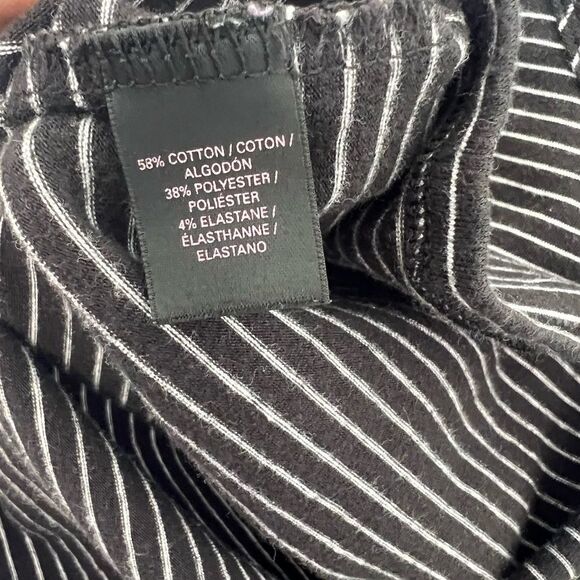 58% COTTON / COTON /
ALGODÓN
38% POLYESTER /
POLIÉSTER
4% ELASTANE /
ÉLASTHANNE /
ELASTANO